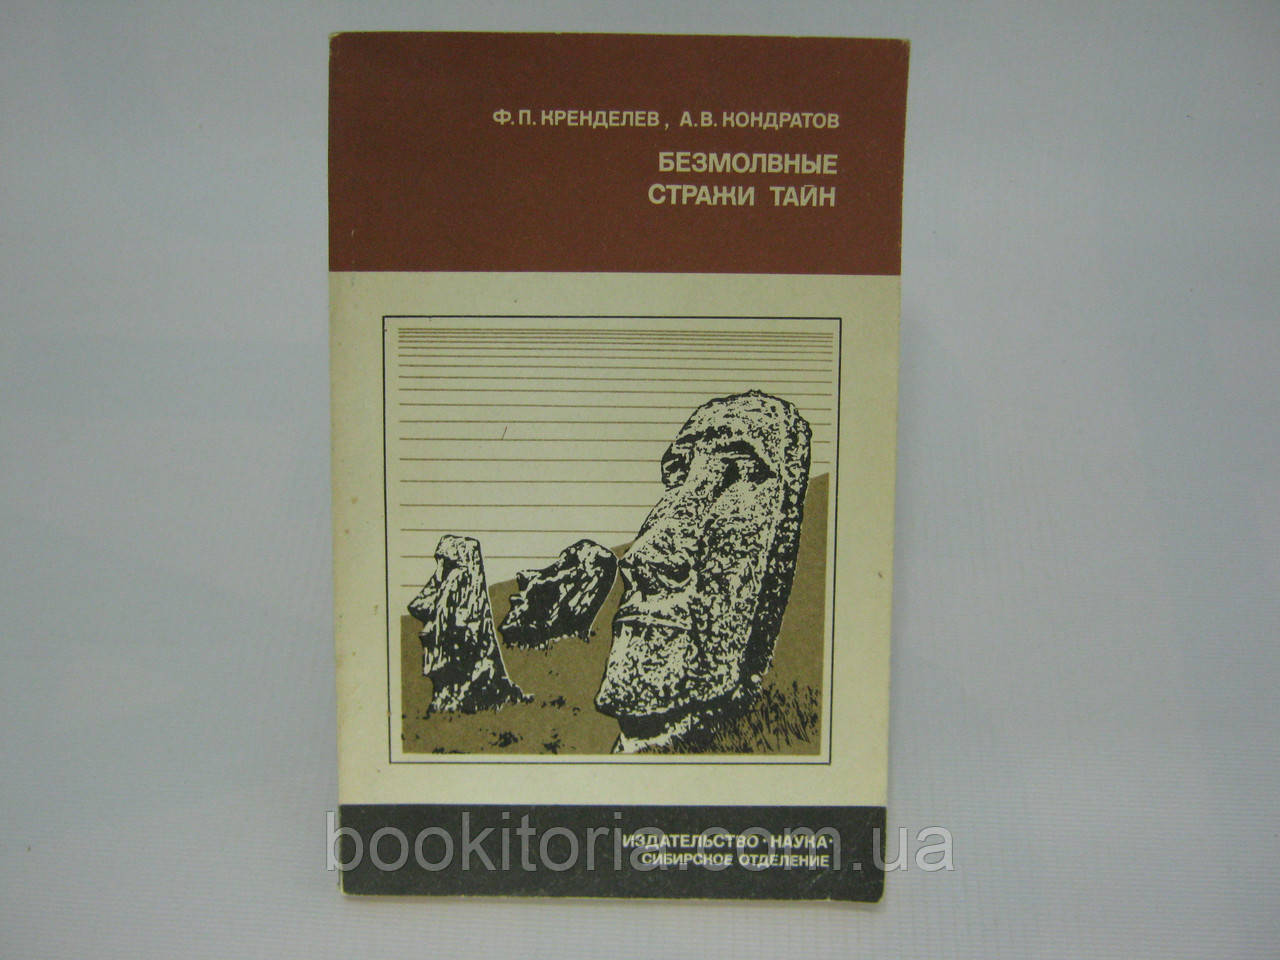 Ф.П. КРЕНДЕЛЕВ, А.В. КОНДРАТОВ
БЕЗМОЛВНЫЕ
СТРАЖИ ТАЙН
ИЗДАТЕЛЬСТВО · НАУКА ·
СИБИРСКОЕ ОТДЕЛЕНИЕ
bookitoria.com.ua